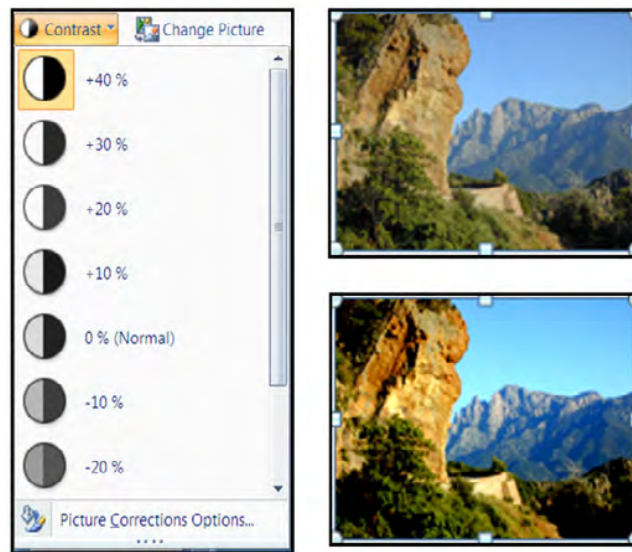 Contrast Change Picture
+40 %
+30 %
+20 %
+10 %
0 % (Normal)
-10 %
-20 %
Picture Corrections Options...